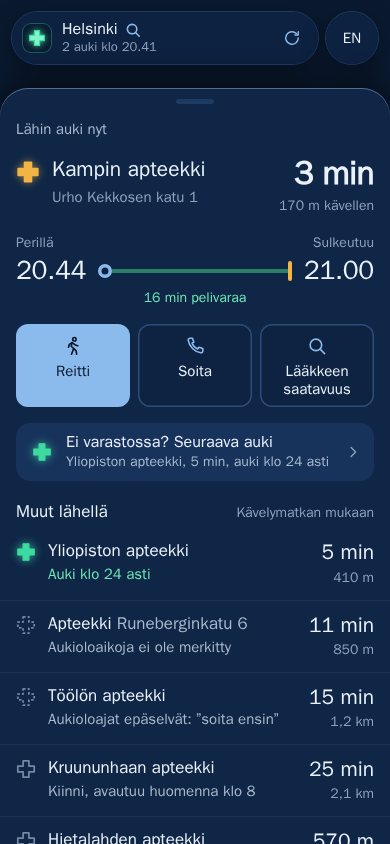 Helsinki
2 auki klo 20.41
EN
Lähin auki nyt
Kampin apteekki
3 min
Urho Kekkosen katu 1
170 m kävellen
Perillä
Sulkeutuu
20.44
21.00
16 min pelivaraa
Reitti
Soita
Lääkkeen
saatavuus
Ei varastossa? Seuraava auki
Yliopiston apteekki, 5 min, auki klo 24 asti
Muut lähellä
Kävelymatkan mukaan
Yliopiston apteekki
5 min
Auki klo 24 asti
410 m
Apteekki Runeberginkatu 6
11 min
Aukioloaikoja ei ole merkitty
850 m
Töölön apteekki
15 min
Aukioloajat epäselvät: ”soita ensin”
1,2 km
Kruununhaan apteekki
25 min
Kiinni, avautuu huomenna klo 8
2,1 km
Hietalahden apteekki
570 m